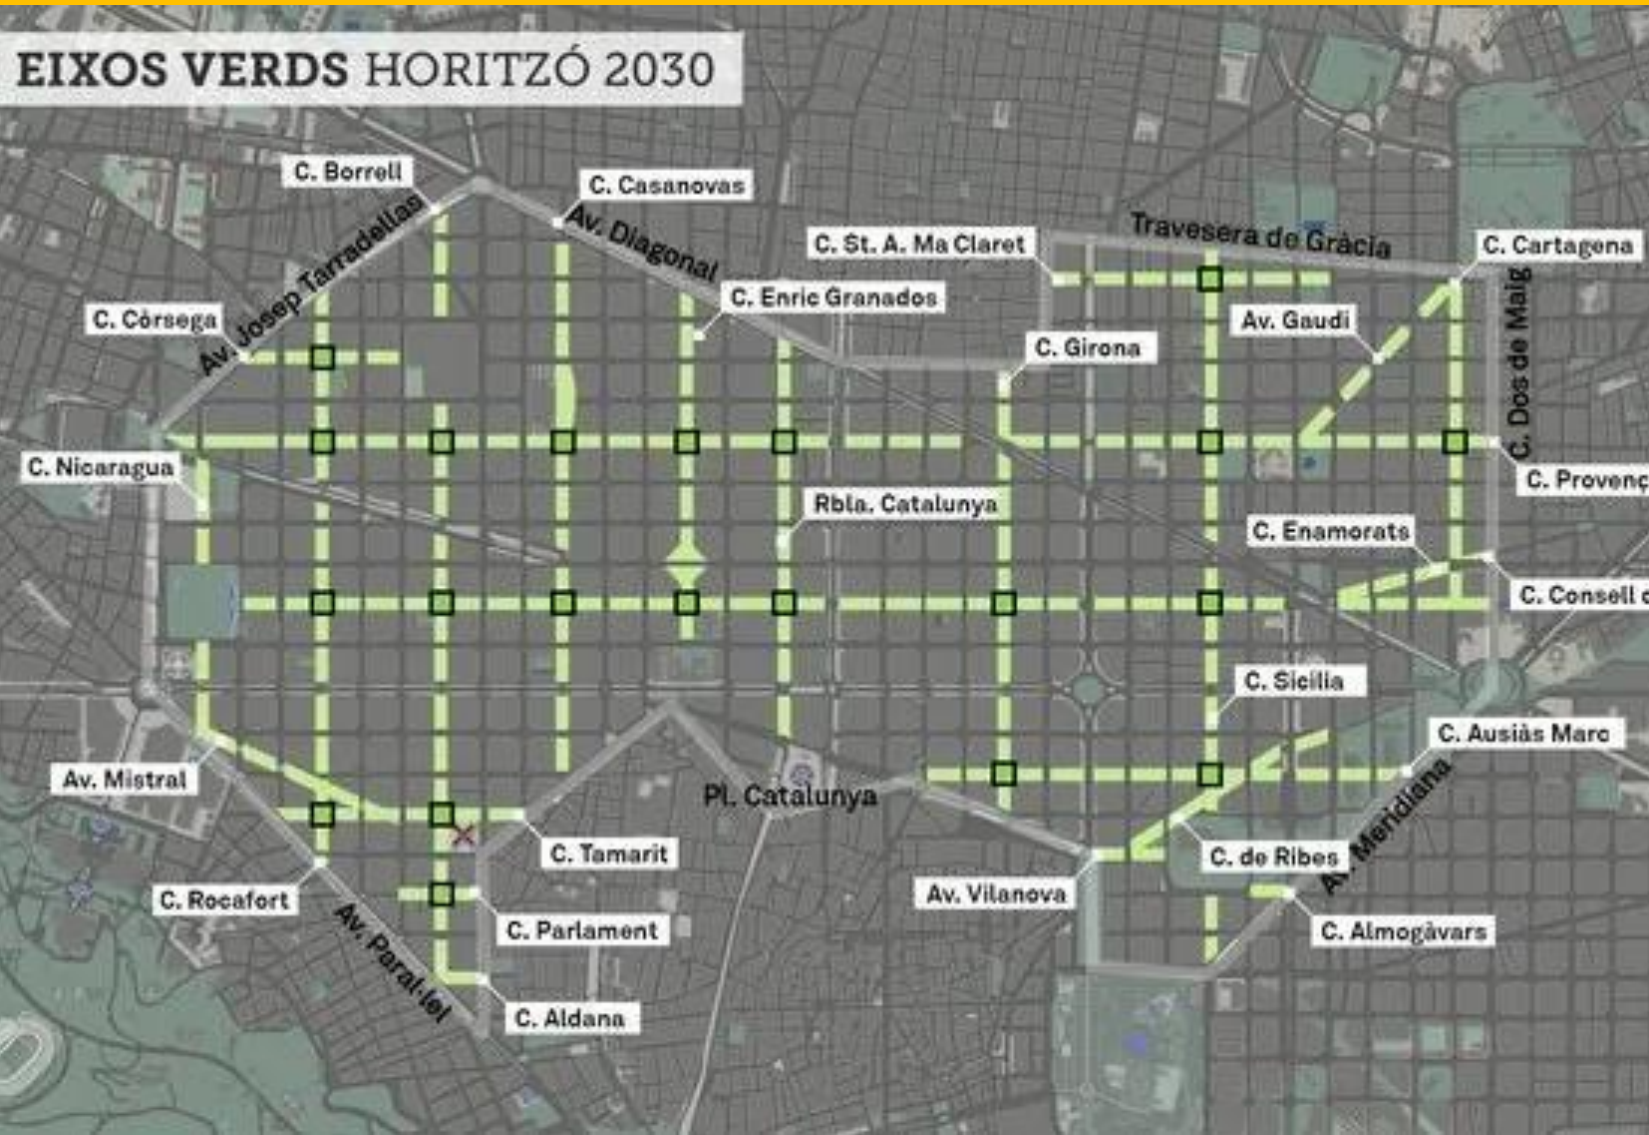 EIXOS VERDS HORITZÓ 2030
C. Borrell
C. Casanovas
Av. Josep Tarradellas
Av. Diagonal
Travesera de Gràcia
C. St. A. Ma Claret
C. Cartagena
C. Enric Granados
C. Còrsega
Av. Gaudi
C. Girona
C. Dos de Maig
C. Nicaragua
C. Provenç
Rbla. Catalunya
C. Enamorats
C. Consell
C. Sicilia
C. Ausiàs Marc
Av. Mistral
Pl. Catalunya
Av. Meridiana
C. Tamarit
C. de Ribes
C. Rocafort
Av. Vilanova
Av. Paral·lel
C. Parlament
C. Almogàvars
C. Aldana